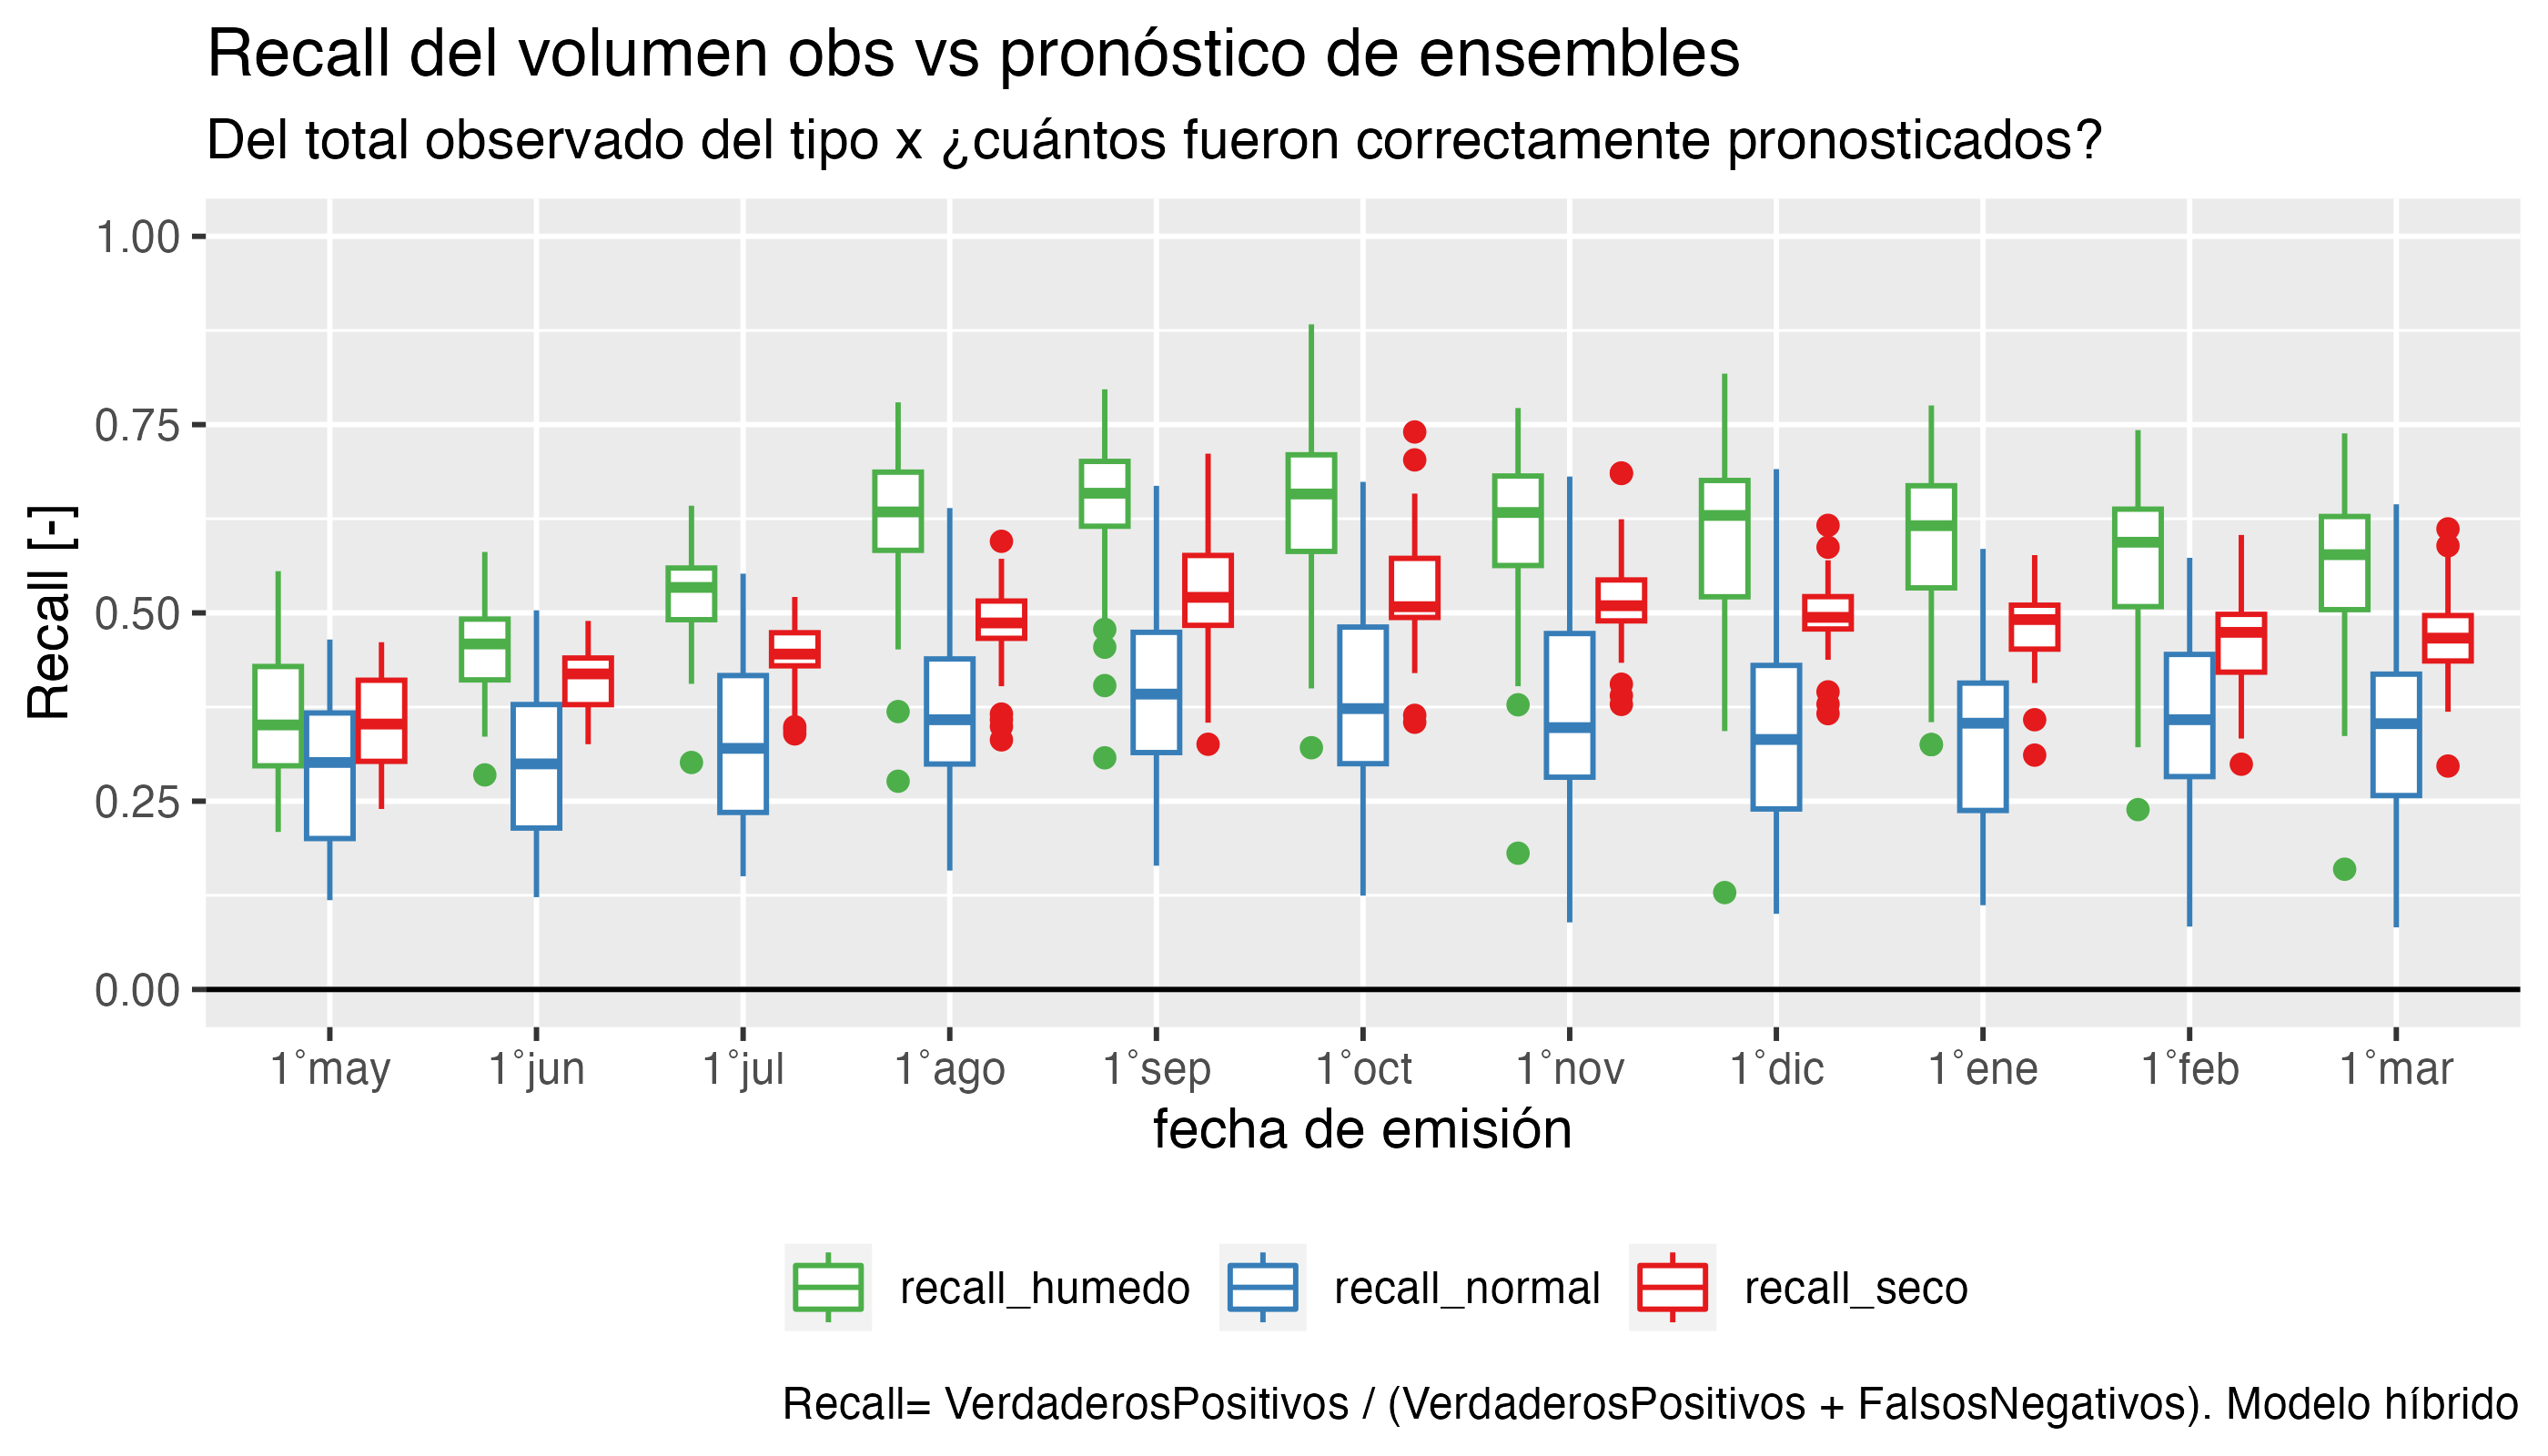 Recall del volumen obs vs pronóstico de ensembles
Del total observado del tipo x ¿cuántos fueron correctamente pronosticados?
Recall [-]
1.00
0.75
0.50
0.25
0.00
1°may 1°jun 1°jul 1°ago 1°sep 1°oct 1°nov 1°dic 1°ene 1°feb 1°mar
fecha de emisión
recall_humedo recall_normal recall_seco
Recall= VerdaderosPositivos / (VerdaderosPositivos + FalsosNegativos). Modelo híbrido